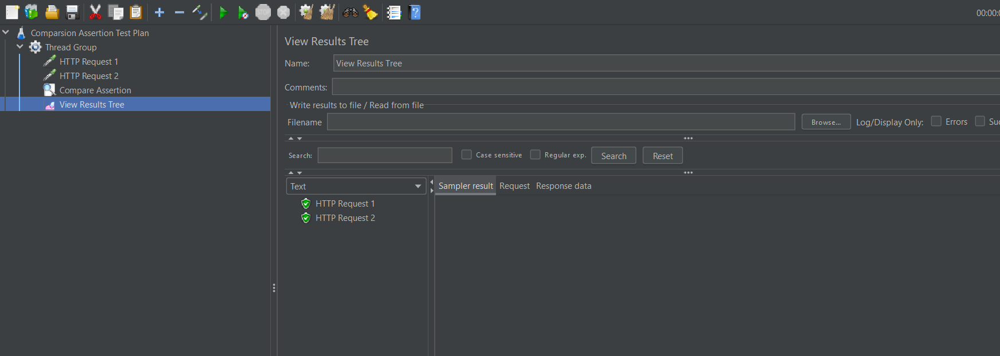 00:00:0
Comparsion Assertion Test Plan
Thread Group
HTTP Request 1
HTTP Request 2
Compare Assertion
View Results Tree
View Results Tree
Name: View Results Tree
Comments:
Write results to file / Read from file
Filename Browse... Log/Display Only: Errors Suc
Search: Case sensitive Regular exp. Search Reset
Text Sampler result Request Response data
HTTP Request 1
HTTP Request 2
STOP